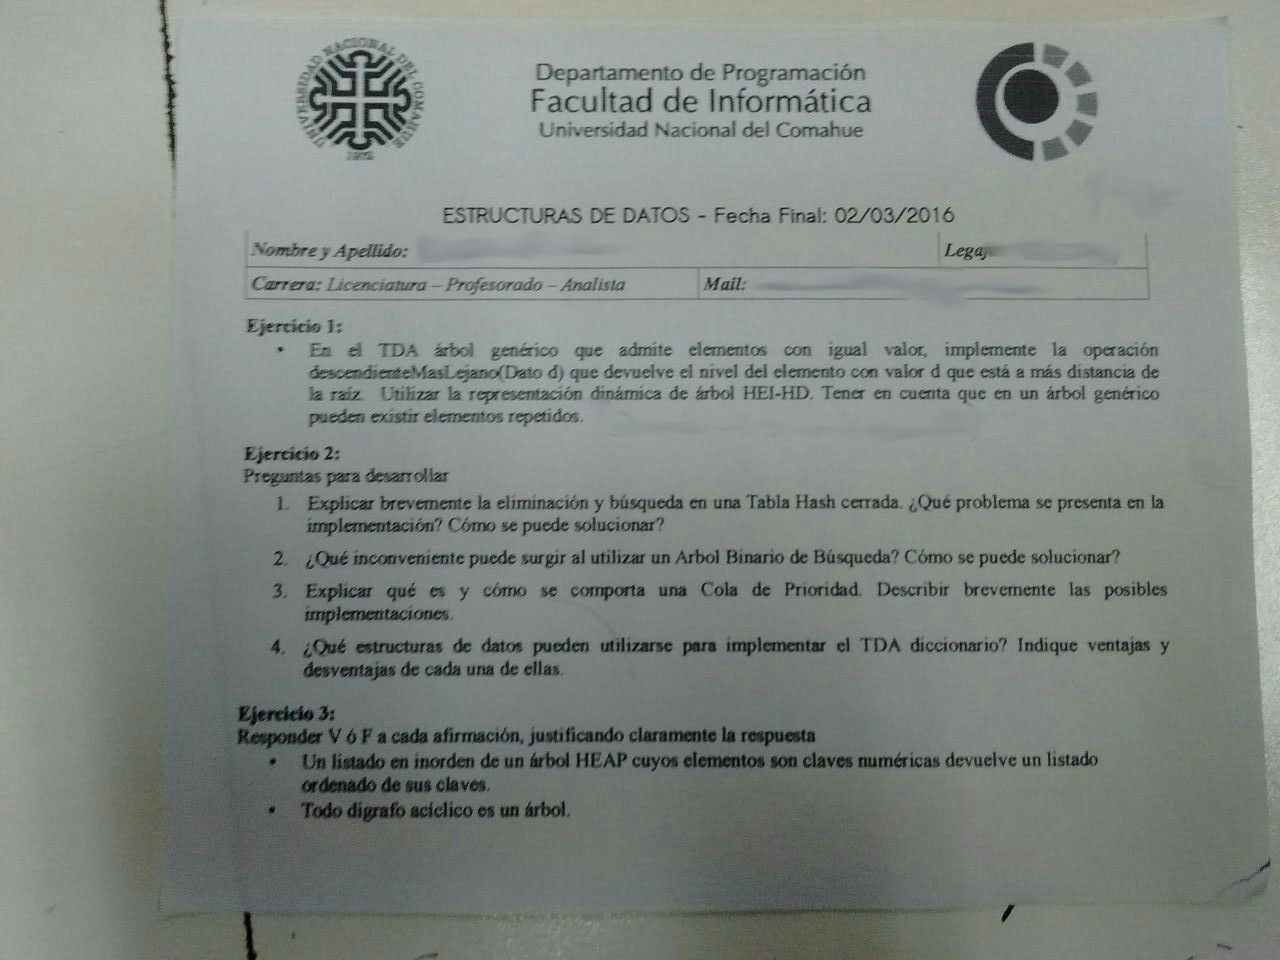 UNIVERSIDAD NACIONAL DEL COMAHUE
1972
Departamento de Programación
Facultad de Informática
Universidad Nacional del Comahue
ESTRUCTURAS DE DATOS - Fecha Final: 02/03/2016
Nombre y Apellido:
Legaj
Carrera: Licenciatura – Profesorado – Analista
Mail:
Ejercicio 1:
• En el TDA árbol genérico que admite elementos con igual valor, implemente la operación
descendienteMasLejano(Dato d) que devuelve el nivel del elemento con valor d que está a más distancia de
la raíz. Utilizar la representación dinámica de árbol HEI-HD. Tener en cuenta que en un árbol genérico
pueden existir elementos repetidos.
Ejercicio 2:
Preguntas para desarrollar
1. Explicar brevemente la eliminación y búsqueda en una Tabla Hash cerrada. ¿Qué problema se presenta en la
implementación? Cómo se puede solucionar?
2. ¿Qué inconveniente puede surgir al utilizar un Arbol Binario de Búsqueda? Cómo se puede solucionar?
3. Explicar qué es y cómo se comporta una Cola de Prioridad. Describir brevemente las posibles
implementaciones.
4. ¿Qué estructuras de datos pueden utilizarse para implementar el TDA diccionario? Indique ventajas y
desventajas de cada una de ellas.
Ejercicio 3:
Responder V ó F a cada afirmación, justificando claramente la respuesta
• Un listado en inorden de un árbol HEAP cuyos elementos son claves numéricas devuelve un listado
ordenado de sus claves.
• Todo digrafo acíclico es un árbol.